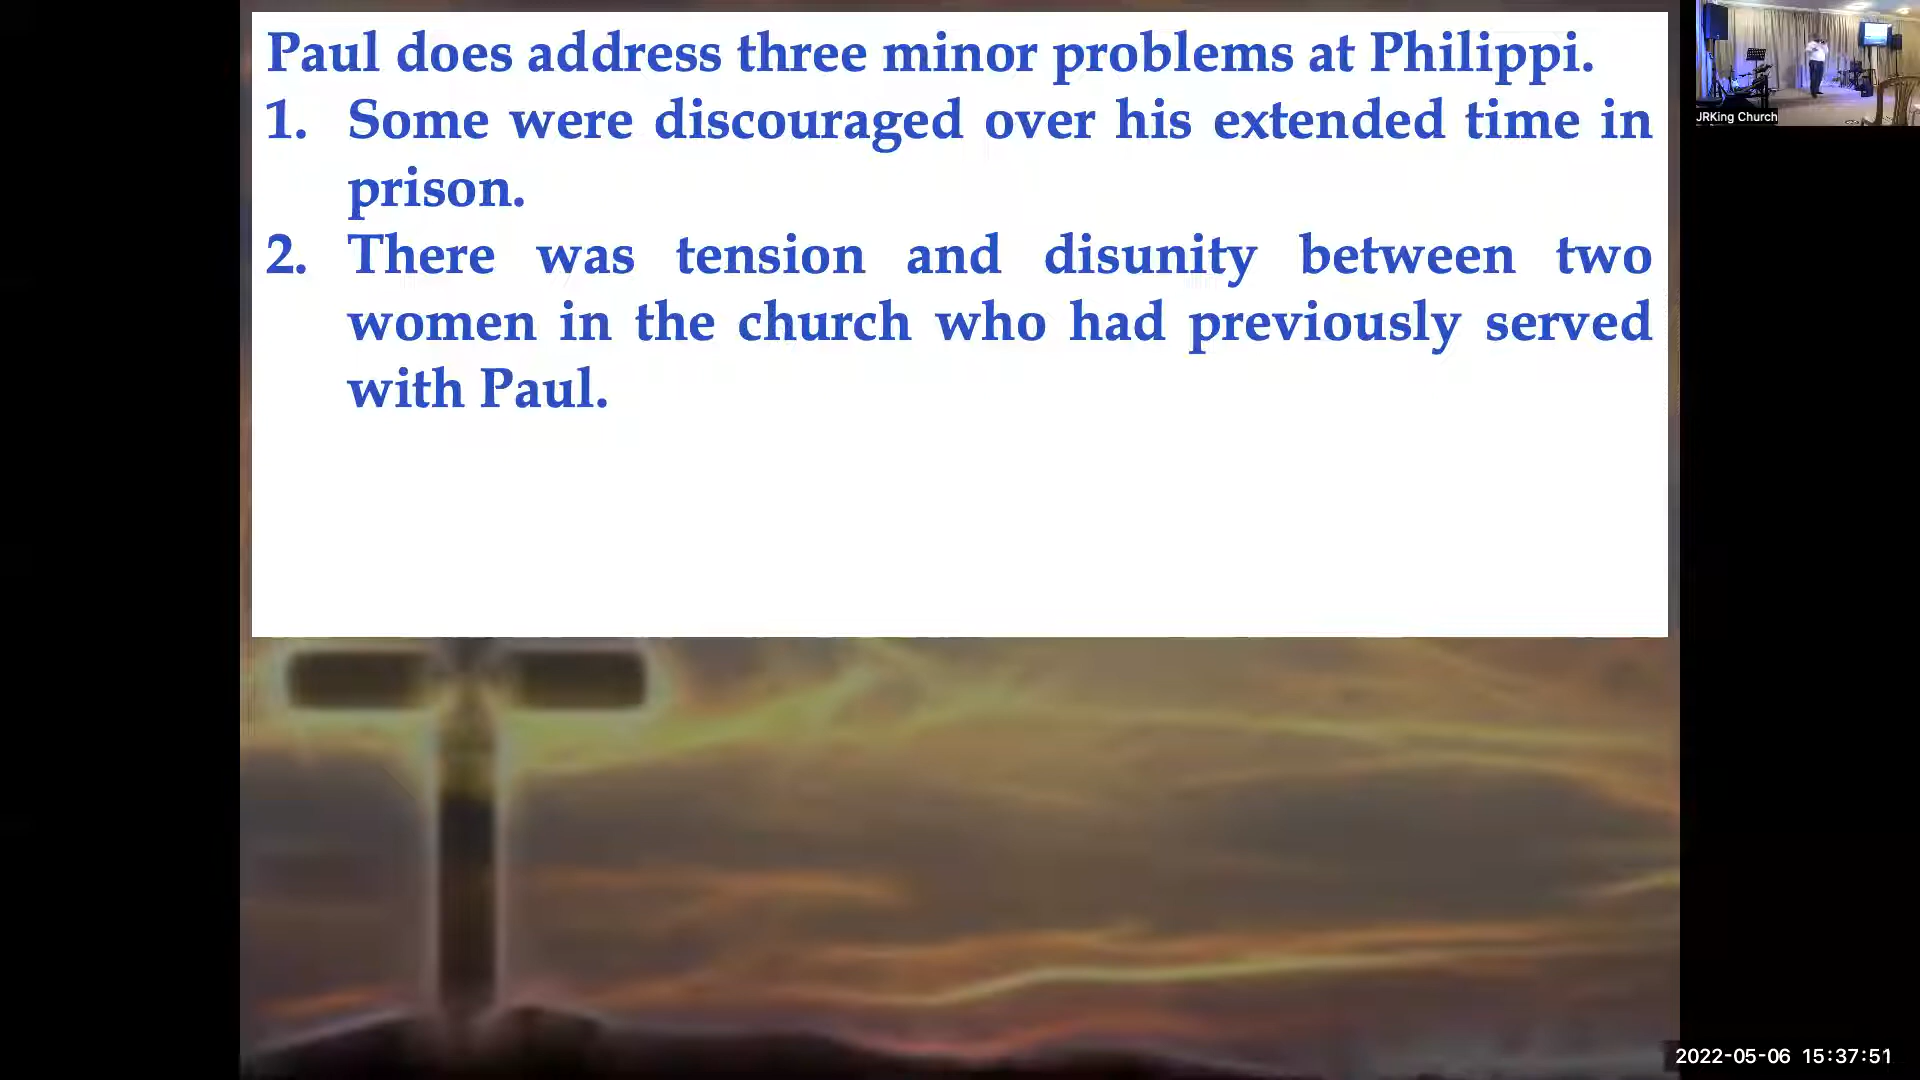 Paul does address three minor problems at Philippi.
1. Some were discouraged over his extended time in
prison.
2. There was tension and disunity between two
women in the church who had previously served
with Paul.
JRKing Church
2022-05-06 15:37:51